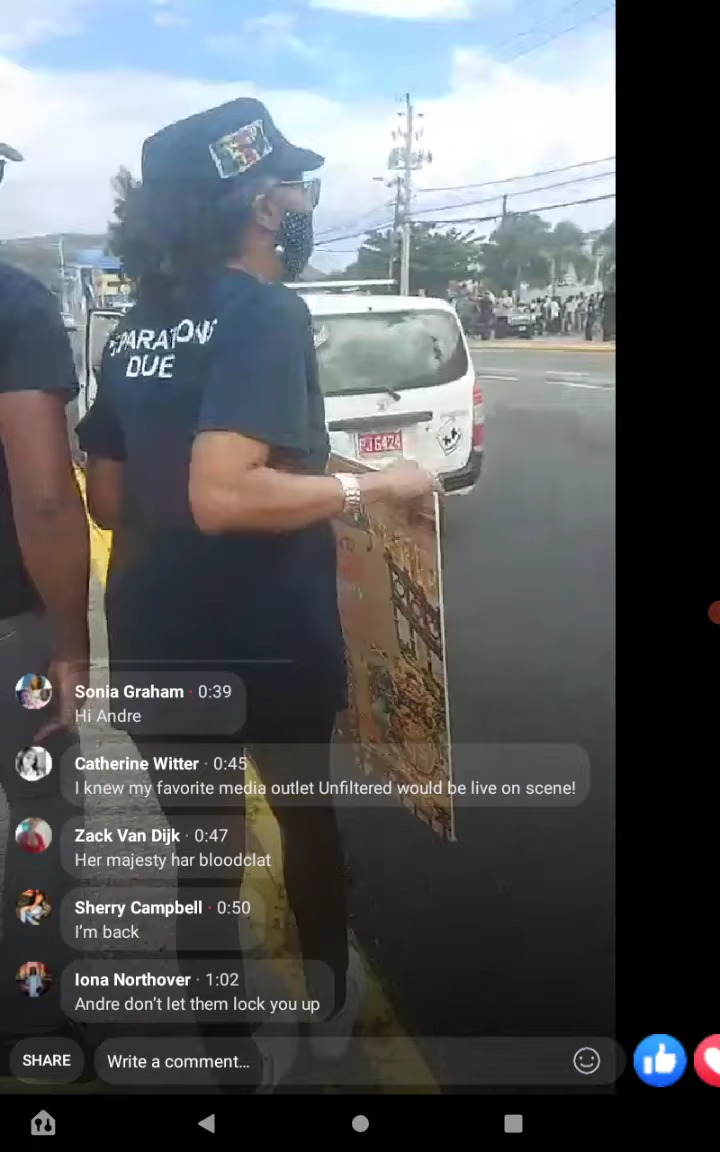 PARATIONS
DUE
PJ6424
Sonia Graham · 0:39
Hi Andre
Catherine Witter · 0:45
I knew my favorite media outlet Unfiltered would be live on scene!
Zack Van Dijk · 0:47
Her majesty har bloodclat
Sherry Campbell · 0:50
I’m back
Iona Northover · 1:02
Andre don’t let them lock you up
SHARE
Write a comment…